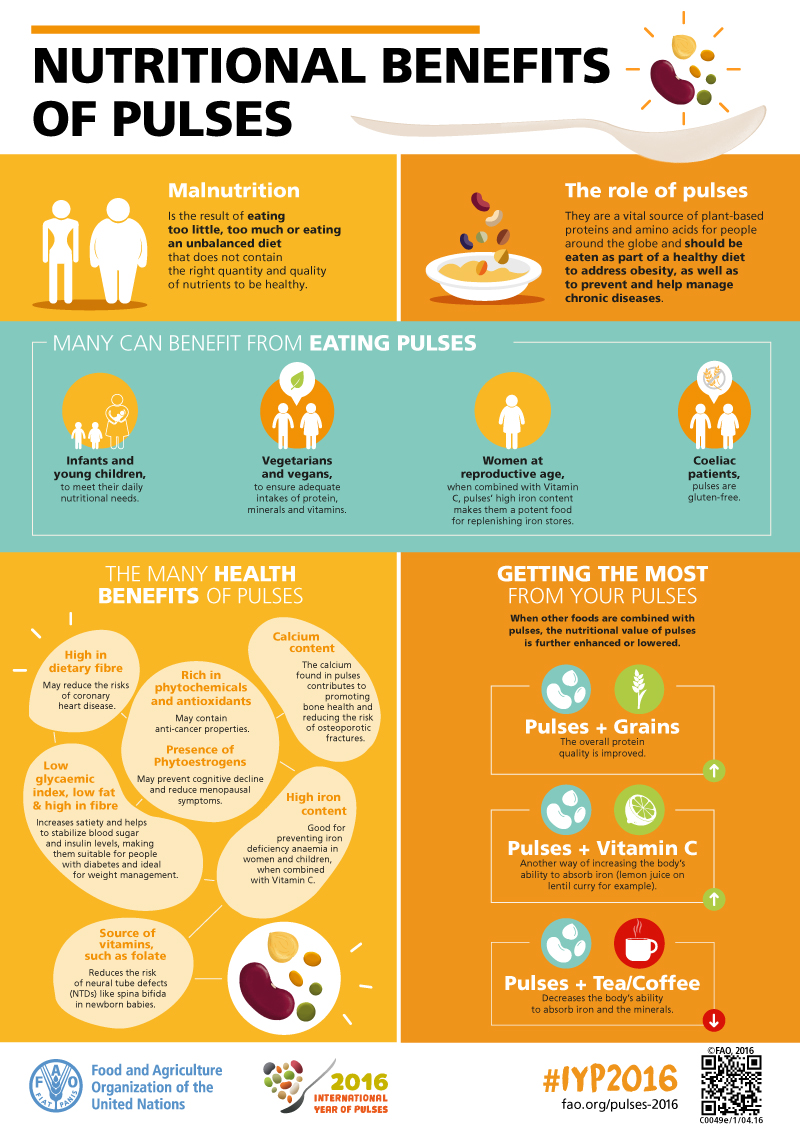 NUTRITIONAL BENEFITS
OF PULSES
Malnutrition
Is the result of eating
too little, too much or eating
an unbalanced diet
that does not contain
the right quantity and quality
of nutrients to be healthy.
The role of pulses
They are a vital source of plant-based
proteins and amino acids for people
around the globe and should be
eaten as part of a healthy diet
to address obesity, as well as
to prevent and help manage
chronic diseases.
MANY CAN BENEFIT FROM EATING PULSES
Infants and
young children,
to meet their daily
nutritional needs.
Vegetarians
and vegans,
to ensure adequate
intakes of protein,
minerals and vitamins.
Women at
reproductive age,
when combined with Vitamin
C, pulses' high iron content
makes them a potent food
for replenishing iron stores.
Coeliac
patients,
pulses are
gluten-free.
THE MANY HEALTH
BENEFITS OF PULSES
High in
dietary fibre
May reduce the risks
of coronary
heart disease.
Rich in
phytochemicals
and antioxidants
May contain
anti-cancer properties.
Presence of
Phytoestrogens
May prevent cognitive decline
and reduce menopausal
symptoms.
Calcium
content
The calcium
found in pulses
contributes to
promoting
bone health and
reducing the risk
of osteoporotic
fractures.
Low
glycaemic
index, low fat
& high in fibre
Increases satiety and helps
to stabilize blood sugar
and insulin levels, making
them suitable for people
with diabetes and ideal
for weight management.
High iron
content
Good for
preventing iron
deficiency anaemia in
women and children,
when combined
with Vitamin C.
Source of
vitamins,
such as folate
Reduces the risk
of neural tube defects
(NTDs) like spina bifida
in newborn babies.
GETTING THE MOST
FROM YOUR PULSES
When other foods are combined with
pulses, the nutritional value of pulses
is further enhanced or lowered.
Pulses + Grains
The overall protein
quality is improved.
Pulses + Vitamin C
Another way of increasing the body's
ability to absorb iron (lemon juice on
lentil curry for example).
Pulses + Tea/Coffee
Decreases the body's ability
to absorb iron and the minerals.
F A O
FIAT PANIS
Food and Agriculture
Organization of the
United Nations
2016
INTERNATIONAL
YEAR OF PULSES
#IYP2016
fao.org/pulses-2016
©FAO, 2016
C0049e/1/04.16